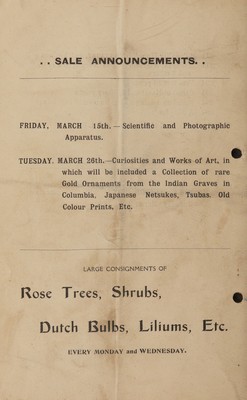 . . SALE ANNOUNCEMENTS. .
FRIDAY, MARCH 15th.—Scientific and Photographic
Apparatus.
TUESDAY, MARCH 26th.—Curiosities and Works of Art, in
which will be included a Collection of rare
Gold Ornaments from the Indian Graves in
Columbia, Japanese Netsukes, Tsubas, Old
Colour Prints, Etc.
LARGE CONSIGNMENTS OF
Rose Trees, Shrubs,
Dutch Bulbs, Liliums, Etc.
EVERY MONDAY and WEDNESDAY.